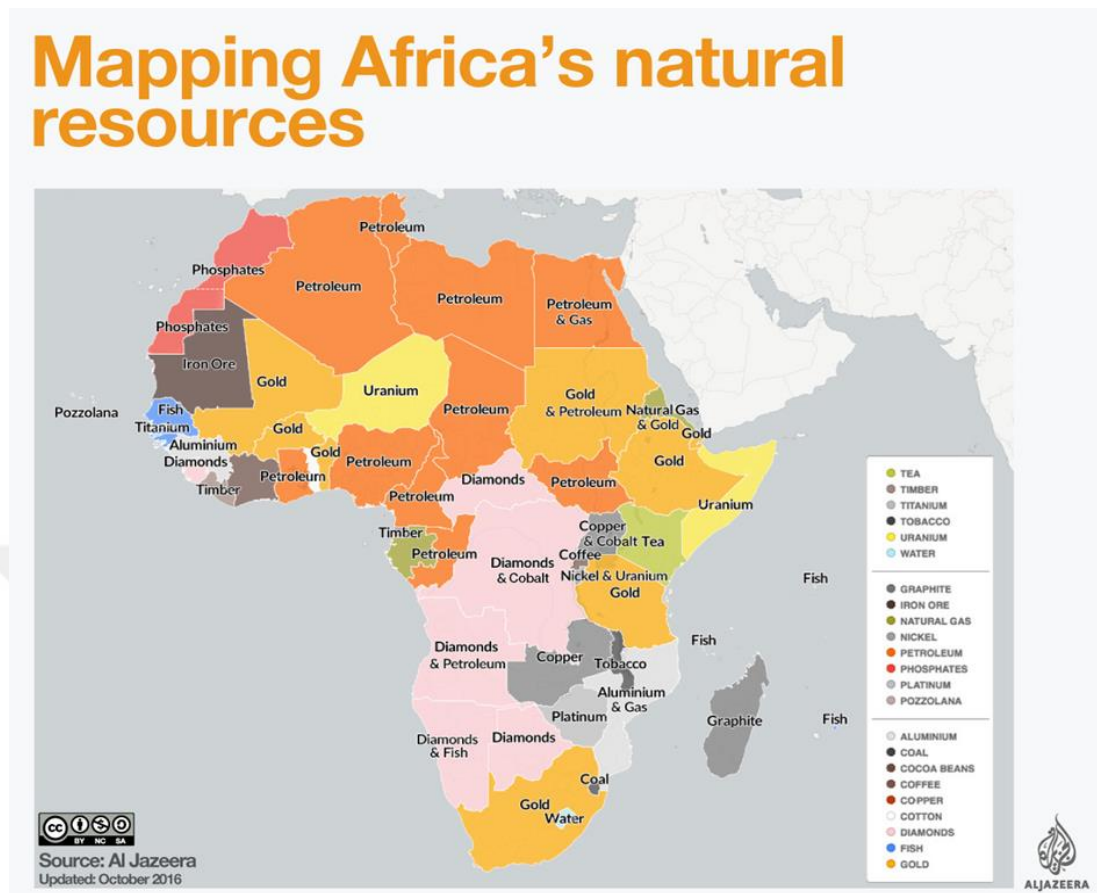 Mapping Africa's natural
resources
Petroleum
Phosphates
Petroleum
Petroleum
Petroleum
& Gas
Phosphates
Iron Ore
Gold
Uranium
Gold
& Petroleum
Petroleum
Pozzolana
Fish
Titanium
Natural Gas
& Gold
Gold
Gold
Aluminium
Gold
Gold
Diamonds
Petroleum
Petroleum
Diamonds
Petroleum
Timber
Petroleum
Uranium
Timber
Petroleum
Copper
& Cobalt
Tea
Coffee
Diamonds
& Cobalt
Nickel & Uranium
Gold
Fish
Fish
Diamonds
& Petroleum
Copper
Tobacco
Aluminium
& Gas
Platinum
Graphite
Fish
Diamonds
& Fish
Diamonds
Coal
Gold
Water
TEA
TIMBER
TITANIUM
TOBACCO
URANIUM
WATER
GRAPHITE
IRON ORE
NATURAL GAS
NICKEL
PETROLEUM
PHOSPHATES
PLATINUM
POZZOLANA
ALUMINIUM
COAL
COCOA BEANS
COFFEE
COPPER
COTTON
DIAMONDS
FISH
GOLD
cc
BY NC SA
Source: Al Jazeera
Updated: October 2016
ALJAZEERA